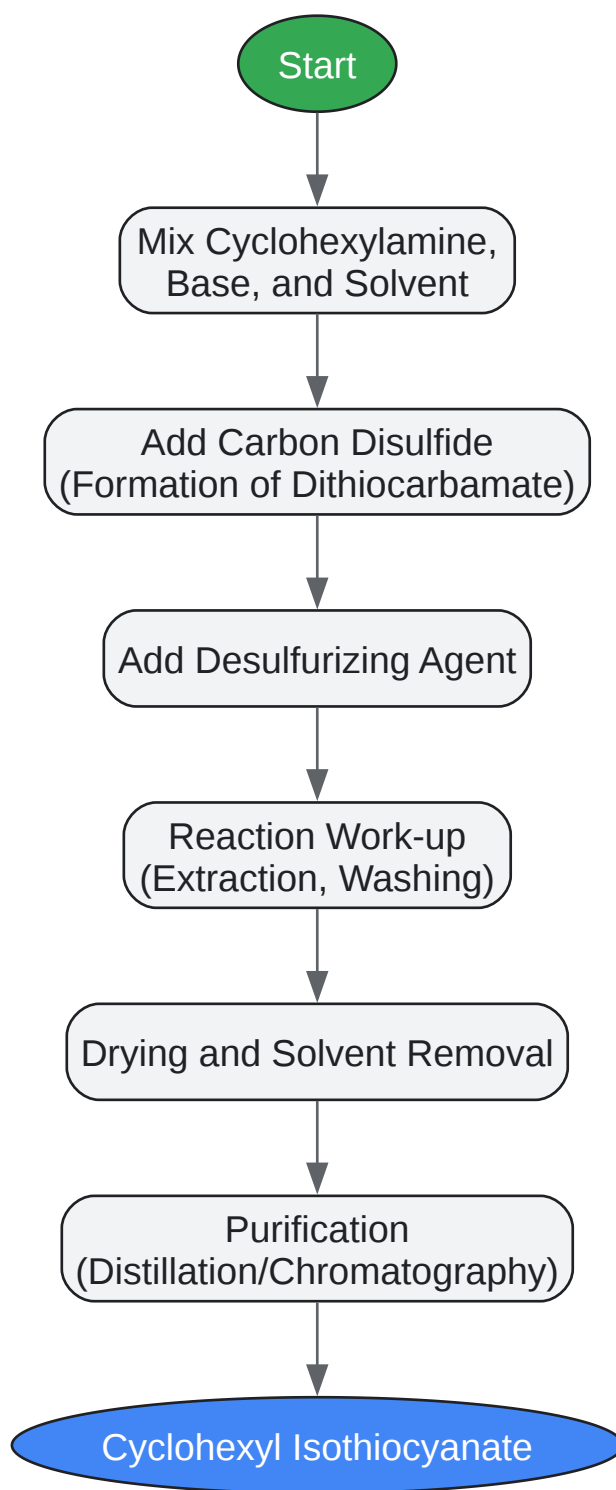 Start
Mix Cyclohexylamine,
Base, and Solvent
Add Carbon Disulfide
(Formation of Dithiocarbamate)
Add Desulfurizing Agent
Reaction Work-up
(Extraction, Washing)
Drying and Solvent Removal
Purification
(Distillation/Chromatography)
Cyclohexyl Isothiocyanate